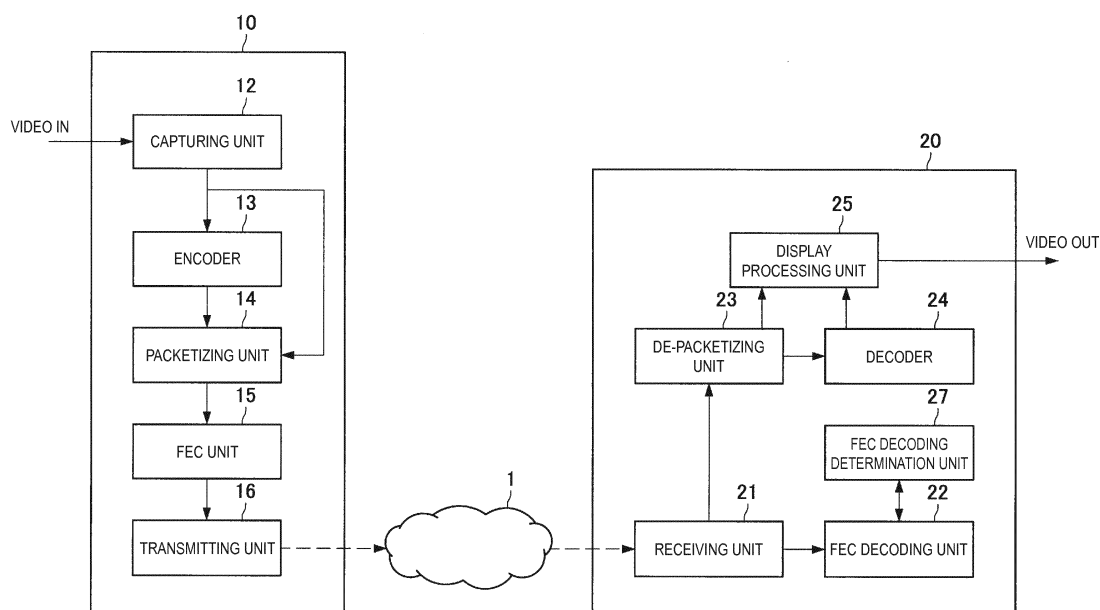 10
12
VIDEO IN
CAPTURING UNIT
13
ENCODER
14
PACKETIZING UNIT
15
FEC UNIT
16
TRANSMITTING UNIT
1
20
25
DISPLAY
PROCESSING UNIT
VIDEO OUT
23
DE-PACKETIZING
UNIT
24
DECODER
27
FEC DECODING
DETERMINATION UNIT
21
RECEIVING UNIT
22
FEC DECODING UNIT